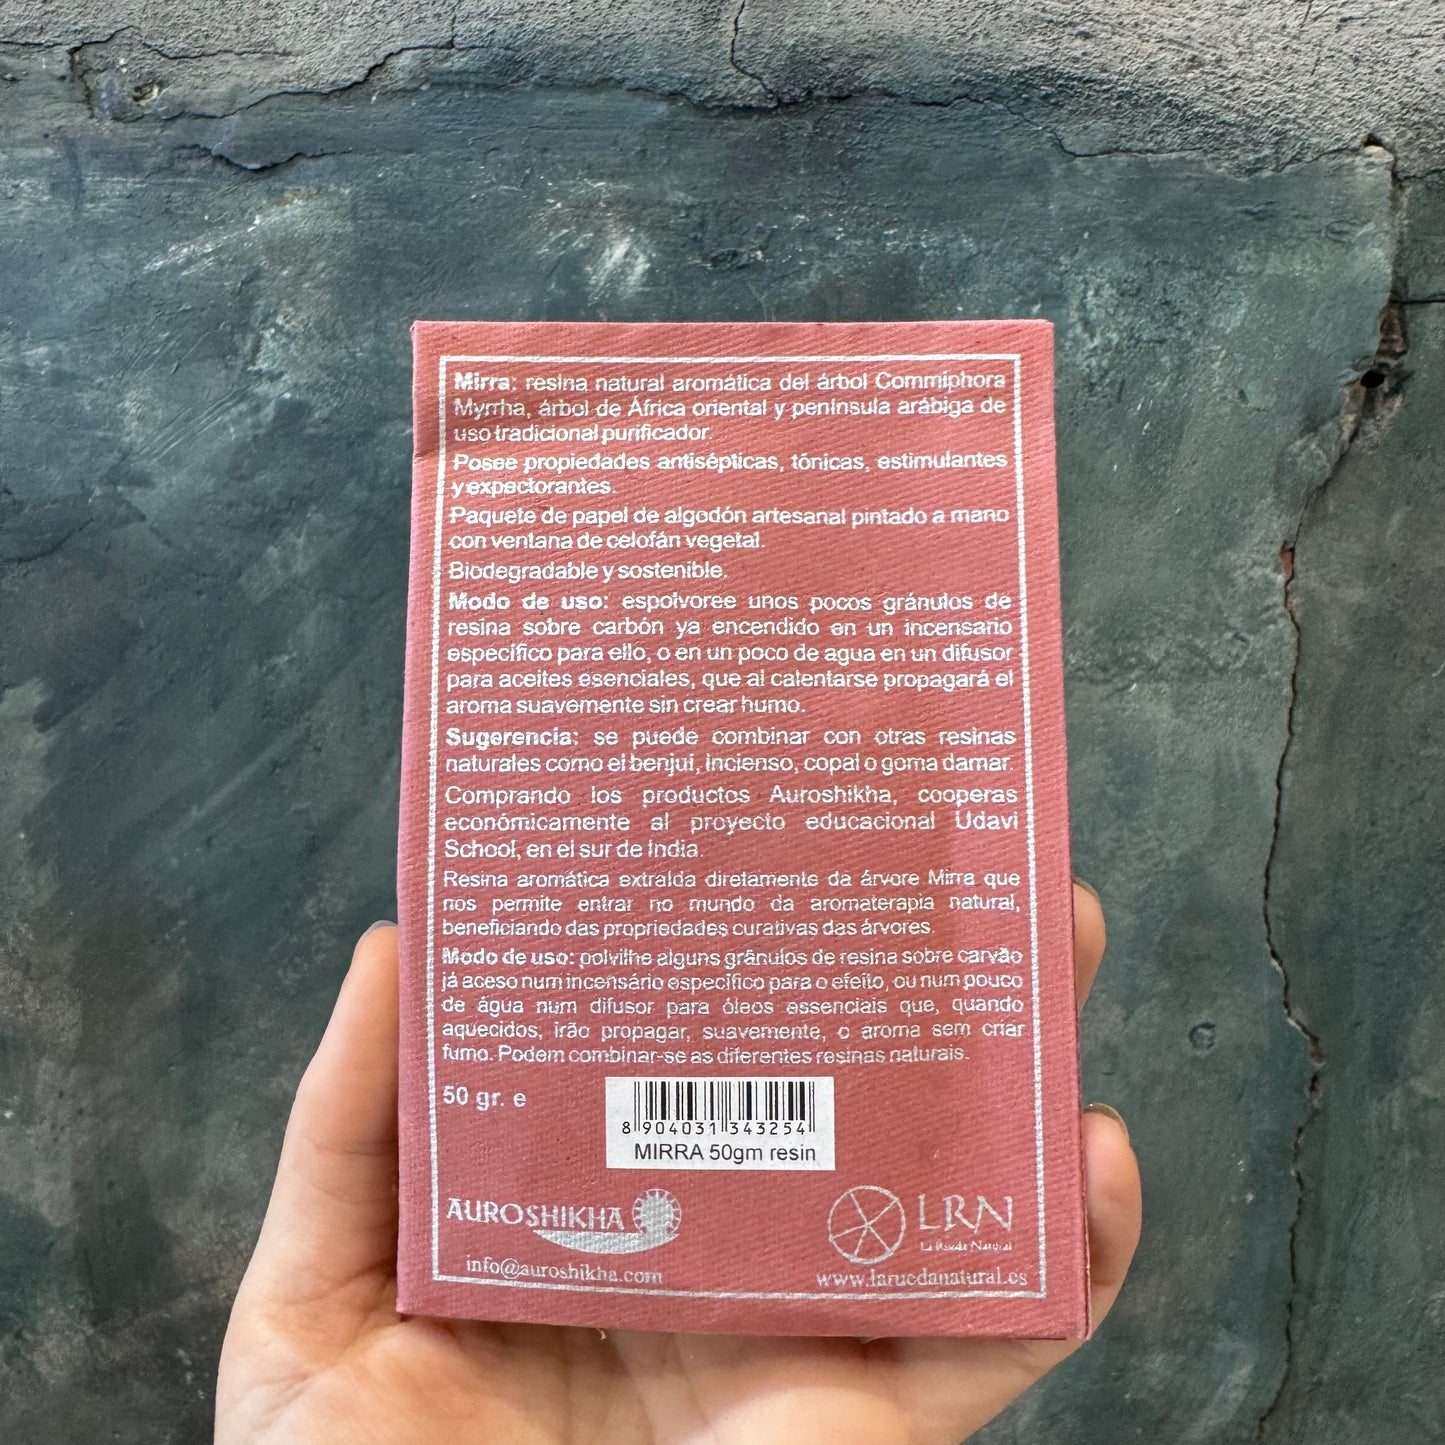 Mirra: resina natural aromática del árbol Commiphora
Myrrha, árbol de África oriental y península arábiga de
uso tradicional purificador.
Posee propiedades antisépticas, tónicas, estimulantes
y expectorantes.
Paquete de papel de algodón artesanal pintado a mano
con ventana de celofán vegetal.
Biodegradable y sostenible.
Modo de uso: espolvoree unos pocos gránulos de
resina sobre carbón ya encendido en un incensario
específico para ello, o en un poco de agua en un difusor
para aceites esenciales, que al calentarse propagará el
aroma suavemente sin crear humo.
Sugerencia: se puede combinar con otras resinas
naturales como el benjuí, incienso, copal o goma damar.
Comprando los productos Auroshikha, cooperas
económicamente al proyecto educacional Udavi
School, en el sur de India.
Resina aromática extraída diretamente da árvore Mirra que
nos permite entrar no mundo da aromaterapia natural,
beneficiando das propriedades curativas das árvores.
Modo de uso: polvilhe alguns grânulos de resina sobre carvão
já aceso num incensário específico para o efeito, ou num pouco
de água num difusor para óleos essenciais que, quando
aquecidos, irão propagar, suavemente, o aroma sem criar
fumo. Podem combinar-se as diferentes resinas naturais.
50 gr. e
8 904031 343254
MIRRA 50gm resin
AUROSHIKHA
info@auroshikha.com
LRN
La Rueda Natural
www.laruedanatural.es